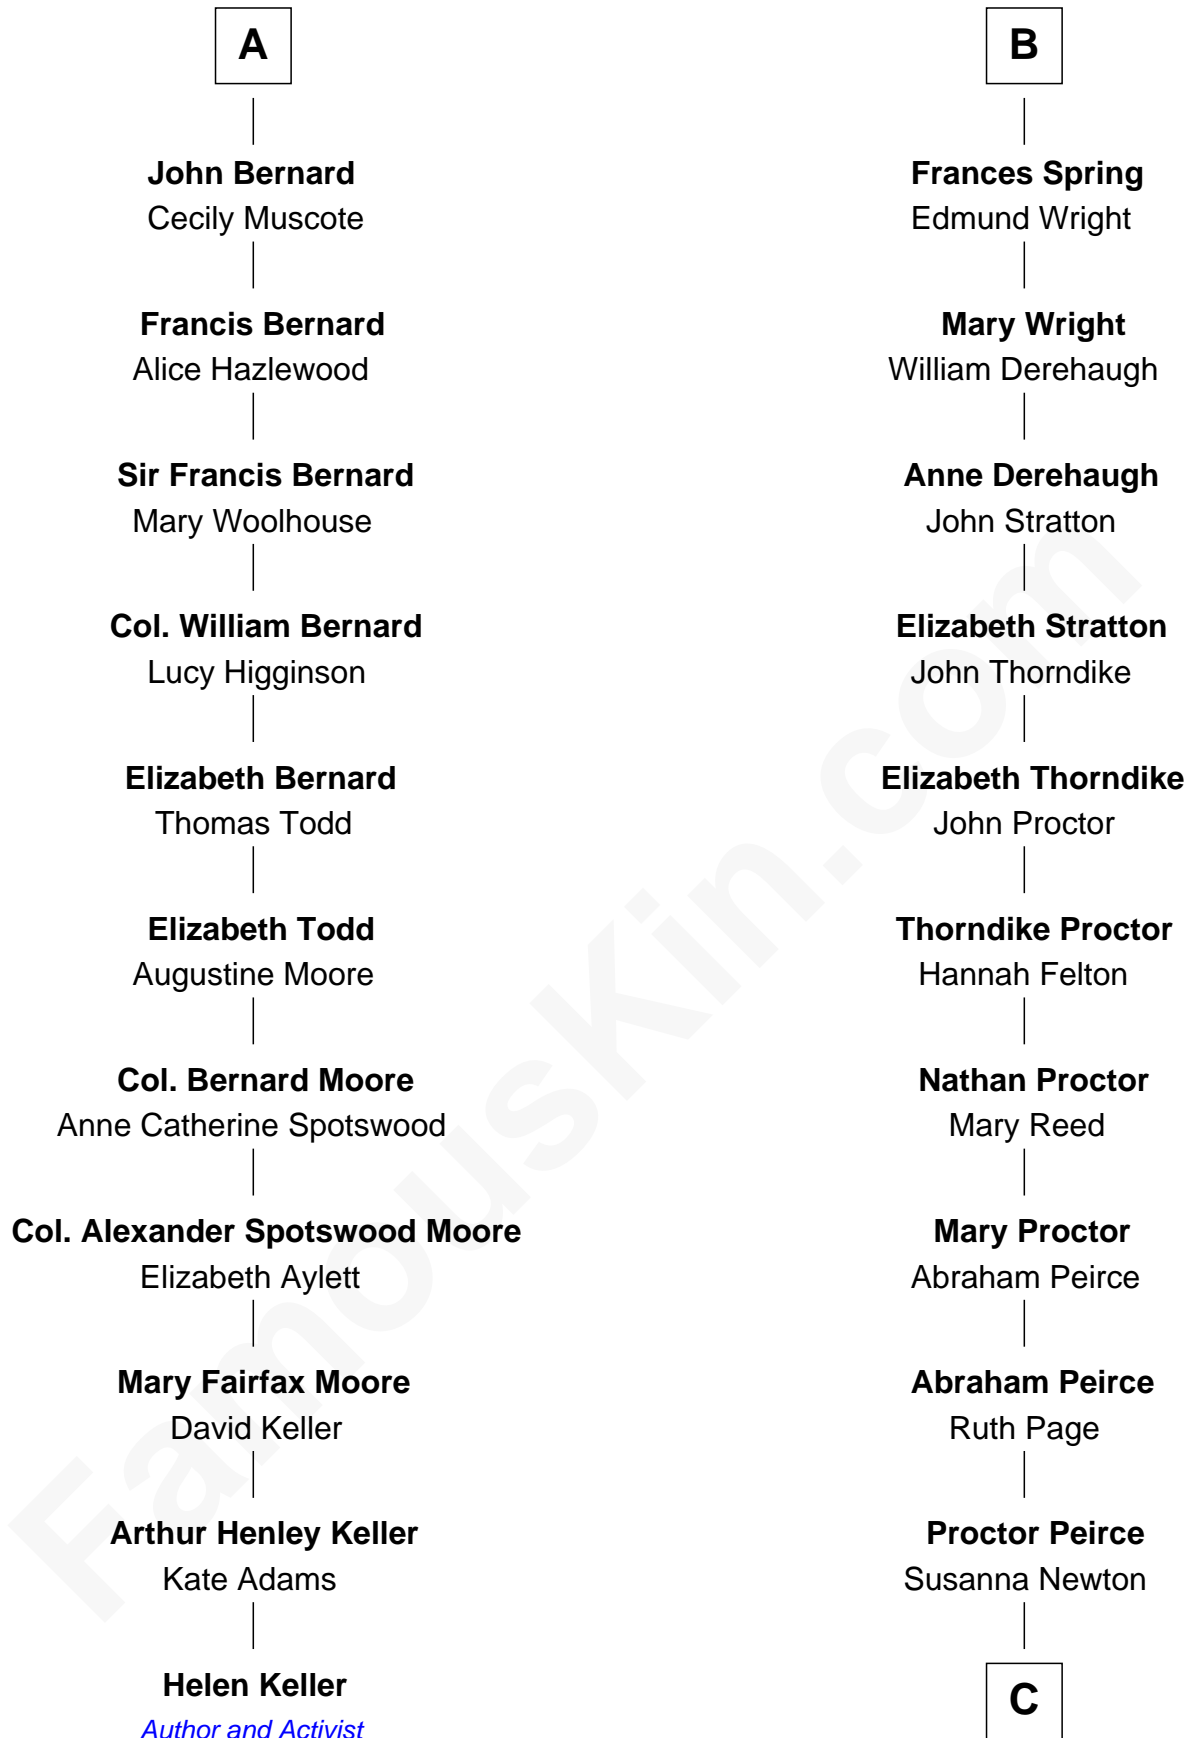 A
John Bernard
Cecily Muscote
Francis Bernard
Alice Hazlewood
Sir Francis Bernard
Mary Woolhouse
Col. William Bernard
Lucy Higginson
Elizabeth Bernard
Thomas Todd
Elizabeth Todd
Augustine Moore
Col. Bernard Moore
Anne Catherine Spotswood
Col. Alexander Spotswood Moore
Elizabeth Aylett
Mary Fairfax Moore
David Keller
Arthur Henley Keller
Kate Adams
Helen Keller
Author and Activist
B
Frances Spring
Edmund Wright
Mary Wright
William Derehaugh
Anne Derehaugh
John Stratton
Elizabeth Stratton
John Thorndike
Elizabeth Thorndike
John Proctor
Thorndike Proctor
Hannah Felton
Nathan Proctor
Mary Reed
Mary Proctor
Abraham Peirce
Abraham Peirce
Ruth Page
Proctor Peirce
Susanna Newton
C
FamousKin.com